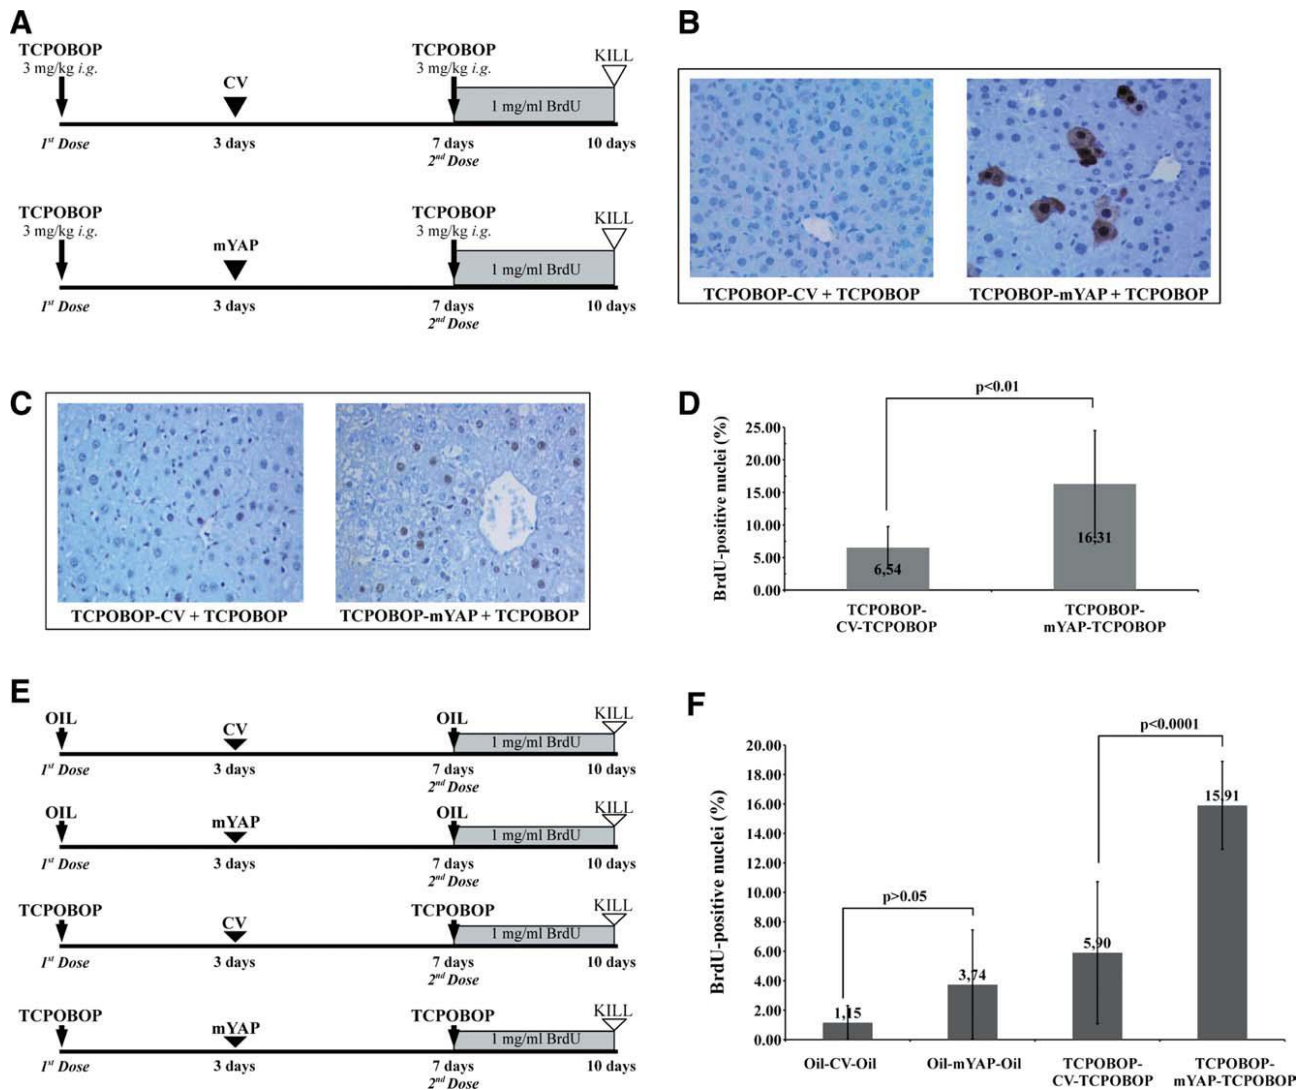 A
TCPOBOP
3 mg/kg i.g.
CV
TCPOBOP
3 mg/kg i.g.
KILL
1 mg/ml BrdU
1st Dose
3 days
7 days
2nd Dose
10 days
TCPOBOP
3 mg/kg i.g.
mYAP
TCPOBOP
3 mg/kg i.g.
KILL
1 mg/ml BrdU
1st Dose
3 days
7 days
2nd Dose
10 days
B
TCPOBOP-CV + TCPOBOP
TCPOBOP-mYAP + TCPOBOP
C
TCPOBOP-CV + TCPOBOP
TCPOBOP-mYAP + TCPOBOP
D
p<0.01
BrdU-positive nuclei (%)
25.00
20.00
15.00
10.00
5.00
0.00
6,54
16,31
TCPOBOP-
CV-TCPOBOP
TCPOBOP-
mYAP-TCPOBOP
E
OIL
CV
OIL
KILL
1 mg/ml BrdU
1st Dose
3 days
7 days
2nd Dose
10 days
OIL
mYAP
OIL
KILL
1 mg/ml BrdU
1st Dose
3 days
7 days
2nd Dose
10 days
TCPOBOP
CV
TCPOBOP
KILL
1 mg/ml BrdU
1st Dose
3 days
7 days
2nd Dose
10 days
TCPOBOP
mYAP
TCPOBOP
KILL
1 mg/ml BrdU
1st Dose
3 days
7 days
2nd Dose
10 days
F
p<0.0001
p>0.05
BrdU-positive nuclei (%)
20.00
18.00
16.00
14.00
12.00
10.00
8.00
6.00
4.00
2.00
0.00
1,15
3,74
5,90
15,91
Oil-CV-Oil
Oil-mYAP-Oil
TCPOBOP-
CV-TCPOBOP
TCPOBOP-
mYAP-TCPOBOP